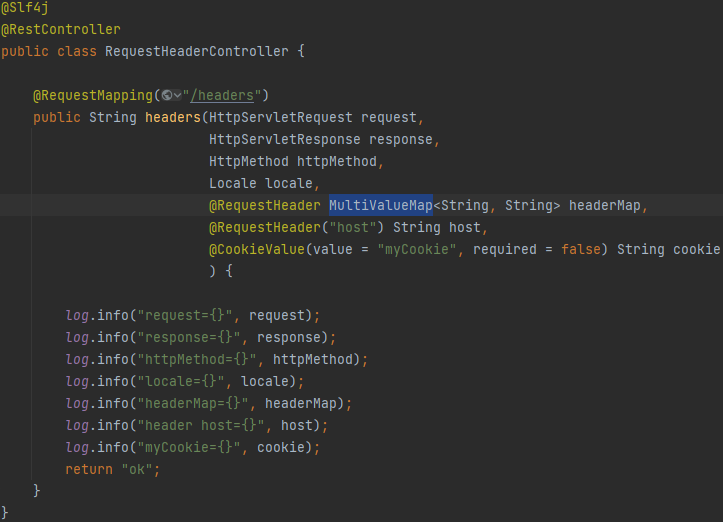 @Slf4j
@RestController
public class RequestHeaderController {
@RequestMapping("/headers")
public String headers(HttpServletRequest request,
HttpServletResponse response,
HttpMethod httpMethod,
Locale locale,
@RequestHeader MultiValueMap<String, String> headerMap,
@RequestHeader("host") String host,
@CookieValue(value = "myCookie", required = false) String cookie
) {
log.info("request={}", request);
log.info("response={}", response);
log.info("httpMethod={}", httpMethod);
log.info("locale={}", locale);
log.info("headerMap={}", headerMap);
log.info("header host={}", host);
log.info("myCookie={}", cookie);
return "ok";
}
}